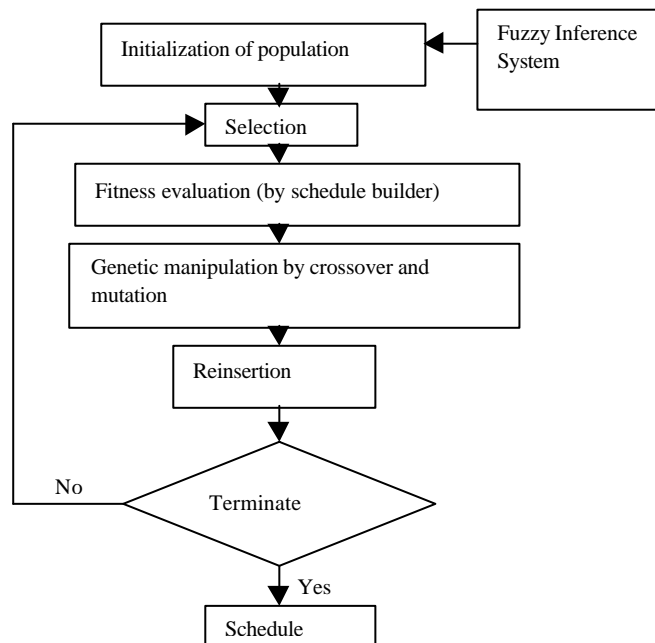 Initialization of population
Fuzzy Inference
System
Selection
Fitness evaluation (by schedule builder)
Genetic manipulation by crossover and
mutation
Reinsertion
No
Terminate
Yes
Schedule